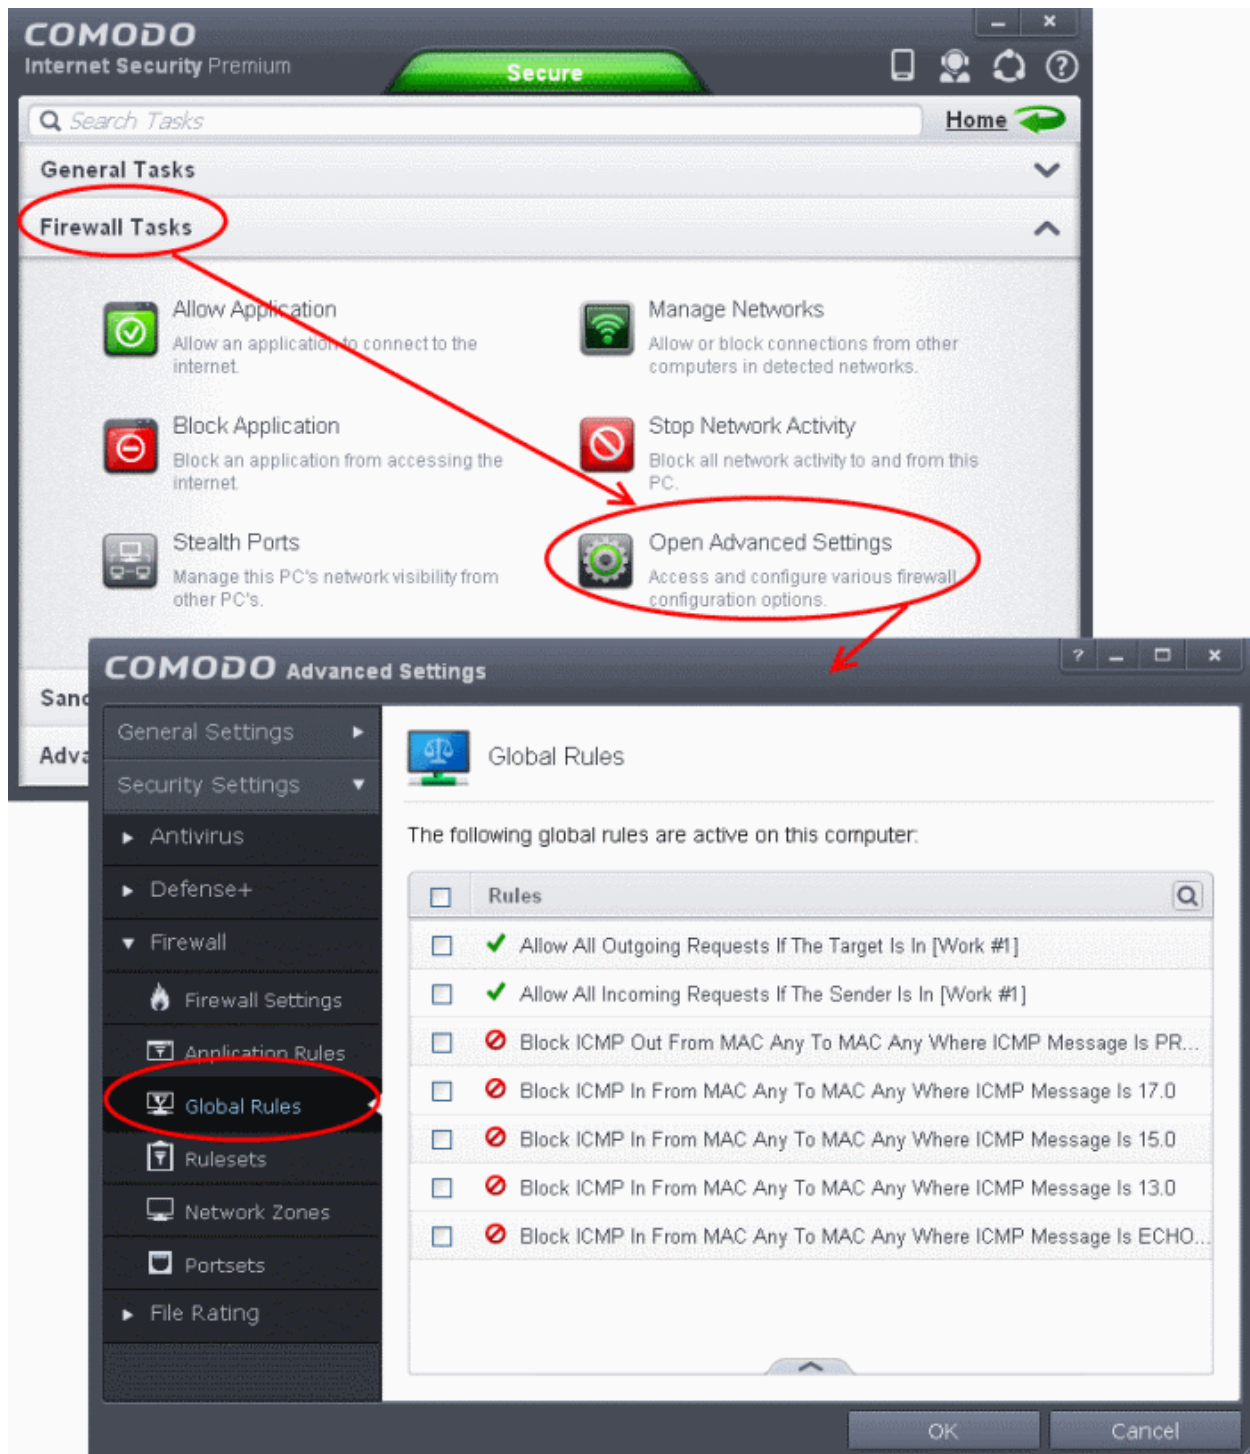 COMODO
Internet Security Premium
Secure
Search Tasks
Home
General Tasks
Firewall Tasks
Allow Application
Allow an application to connect to the
internet.
Manage Networks
Allow or block connections from other
computers in detected networks.
Block Application
Block an application from accessing the
internet.
Stop Network Activity
Block all network activity to and from this
PC.
Stealth Ports
Manage this PC's network visibility from
other PC's.
Open Advanced Settings
Access and configure various firewall
configuration options.
Sand
Adva
COMODO Advanced Settings
General Settings
Security Settings
Antivirus
Defense+
Firewall
Firewall Settings
Application Rules
Global Rules
Rulesets
Network Zones
Portsets
File Rating
Global Rules
The following global rules are active on this computer:
Rules
Allow All Outgoing Requests If The Target Is In [Work #1]
Allow All Incoming Requests If The Sender Is In [Work #1]
Block ICMP Out From MAC Any To MAC Any Where ICMP Message Is PR...
Block ICMP In From MAC Any To MAC Any Where ICMP Message Is 17.0
Block ICMP In From MAC Any To MAC Any Where ICMP Message Is 15.0
Block ICMP In From MAC Any To MAC Any Where ICMP Message Is 13.0
Block ICMP In From MAC Any To MAC Any Where ICMP Message Is ECHO...
OK
Cancel